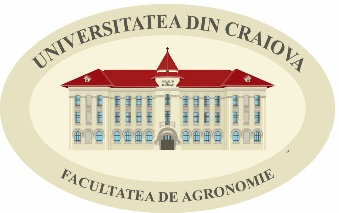 UNIVERSITATEA DIN CRAIOVA
FACULTATEA DE AGRONOMIE